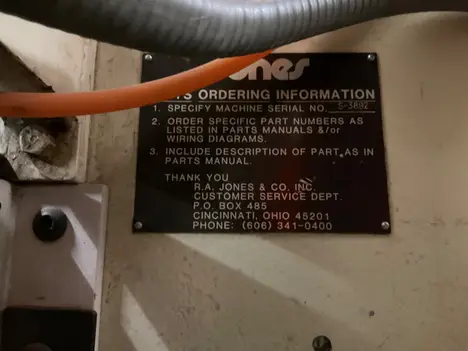 ones
TS ORDERING INFORMATION
1. SPECIFY MACHINE SERIAL NO. S-3892
2. ORDER SPECIFIC PART NUMBERS AS
LISTED IN PARTS MANUALS &/or
WIRING DIAGRAMS.
3. INCLUDE DESCRIPTION OF PART AS IN
PARTS MANUAL.
THANK YOU
R.A. JONES & CO. INC.
CUSTOMER SERVICE DEPT.
P.O. BOX 485
CINCINNATI, OHIO 45201
PHONE: (606) 341-0400